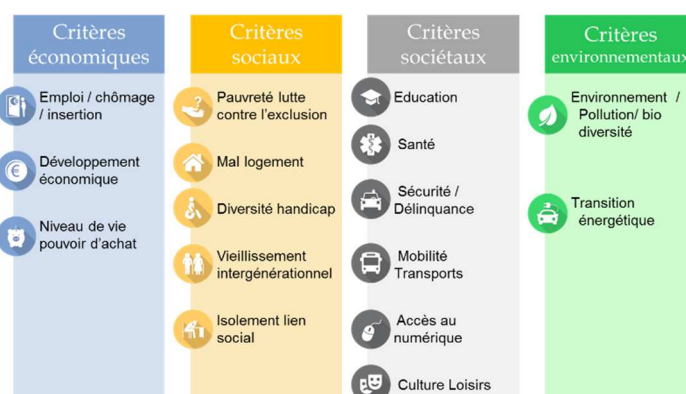 Critères
économiques
Emploi / chômage
/ insertion
Développement
économique
Niveau de vie
pouvoir d'achat
Critères
sociaux
Pauvreté lutte
contre l'exclusion
Mal logement
Diversité handicap
Vieillissement
intergénérationnel
Isolement lien
social
Critères
sociétaux
Education
Santé
Sécurité /
Délinquance
Mobilité
Transports
Accès au
numérique
Culture Loisirs
Critères
environnementaux
Environnement /
Pollution/ bio
diversité
Transition
énergétique